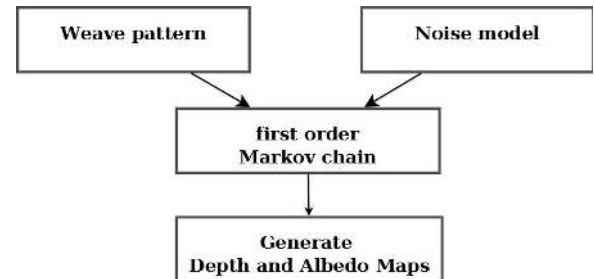 Weave pattern
Noise model
first order
Markov chain
Generate
Depth and Albedo Maps